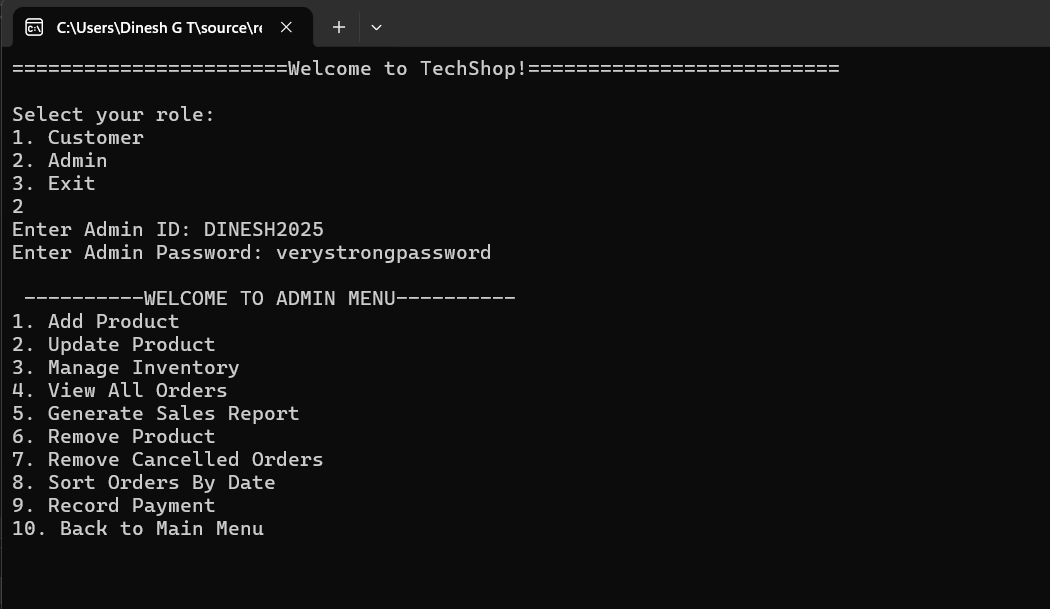 C:\Users\Dinesh G T\source\re
=======================Welcome to TechShop!==========================
Select your role:
1. Customer
2. Admin
3. Exit
2
Enter Admin ID: DINESH2025
Enter Admin Password: verystrongpassword
----------WELCOME TO ADMIN MENU----------
1. Add Product
2. Update Product
3. Manage Inventory
4. View All Orders
5. Generate Sales Report
6. Remove Product
7. Remove Cancelled Orders
8. Sort Orders By Date
9. Record Payment
10. Back to Main Menu